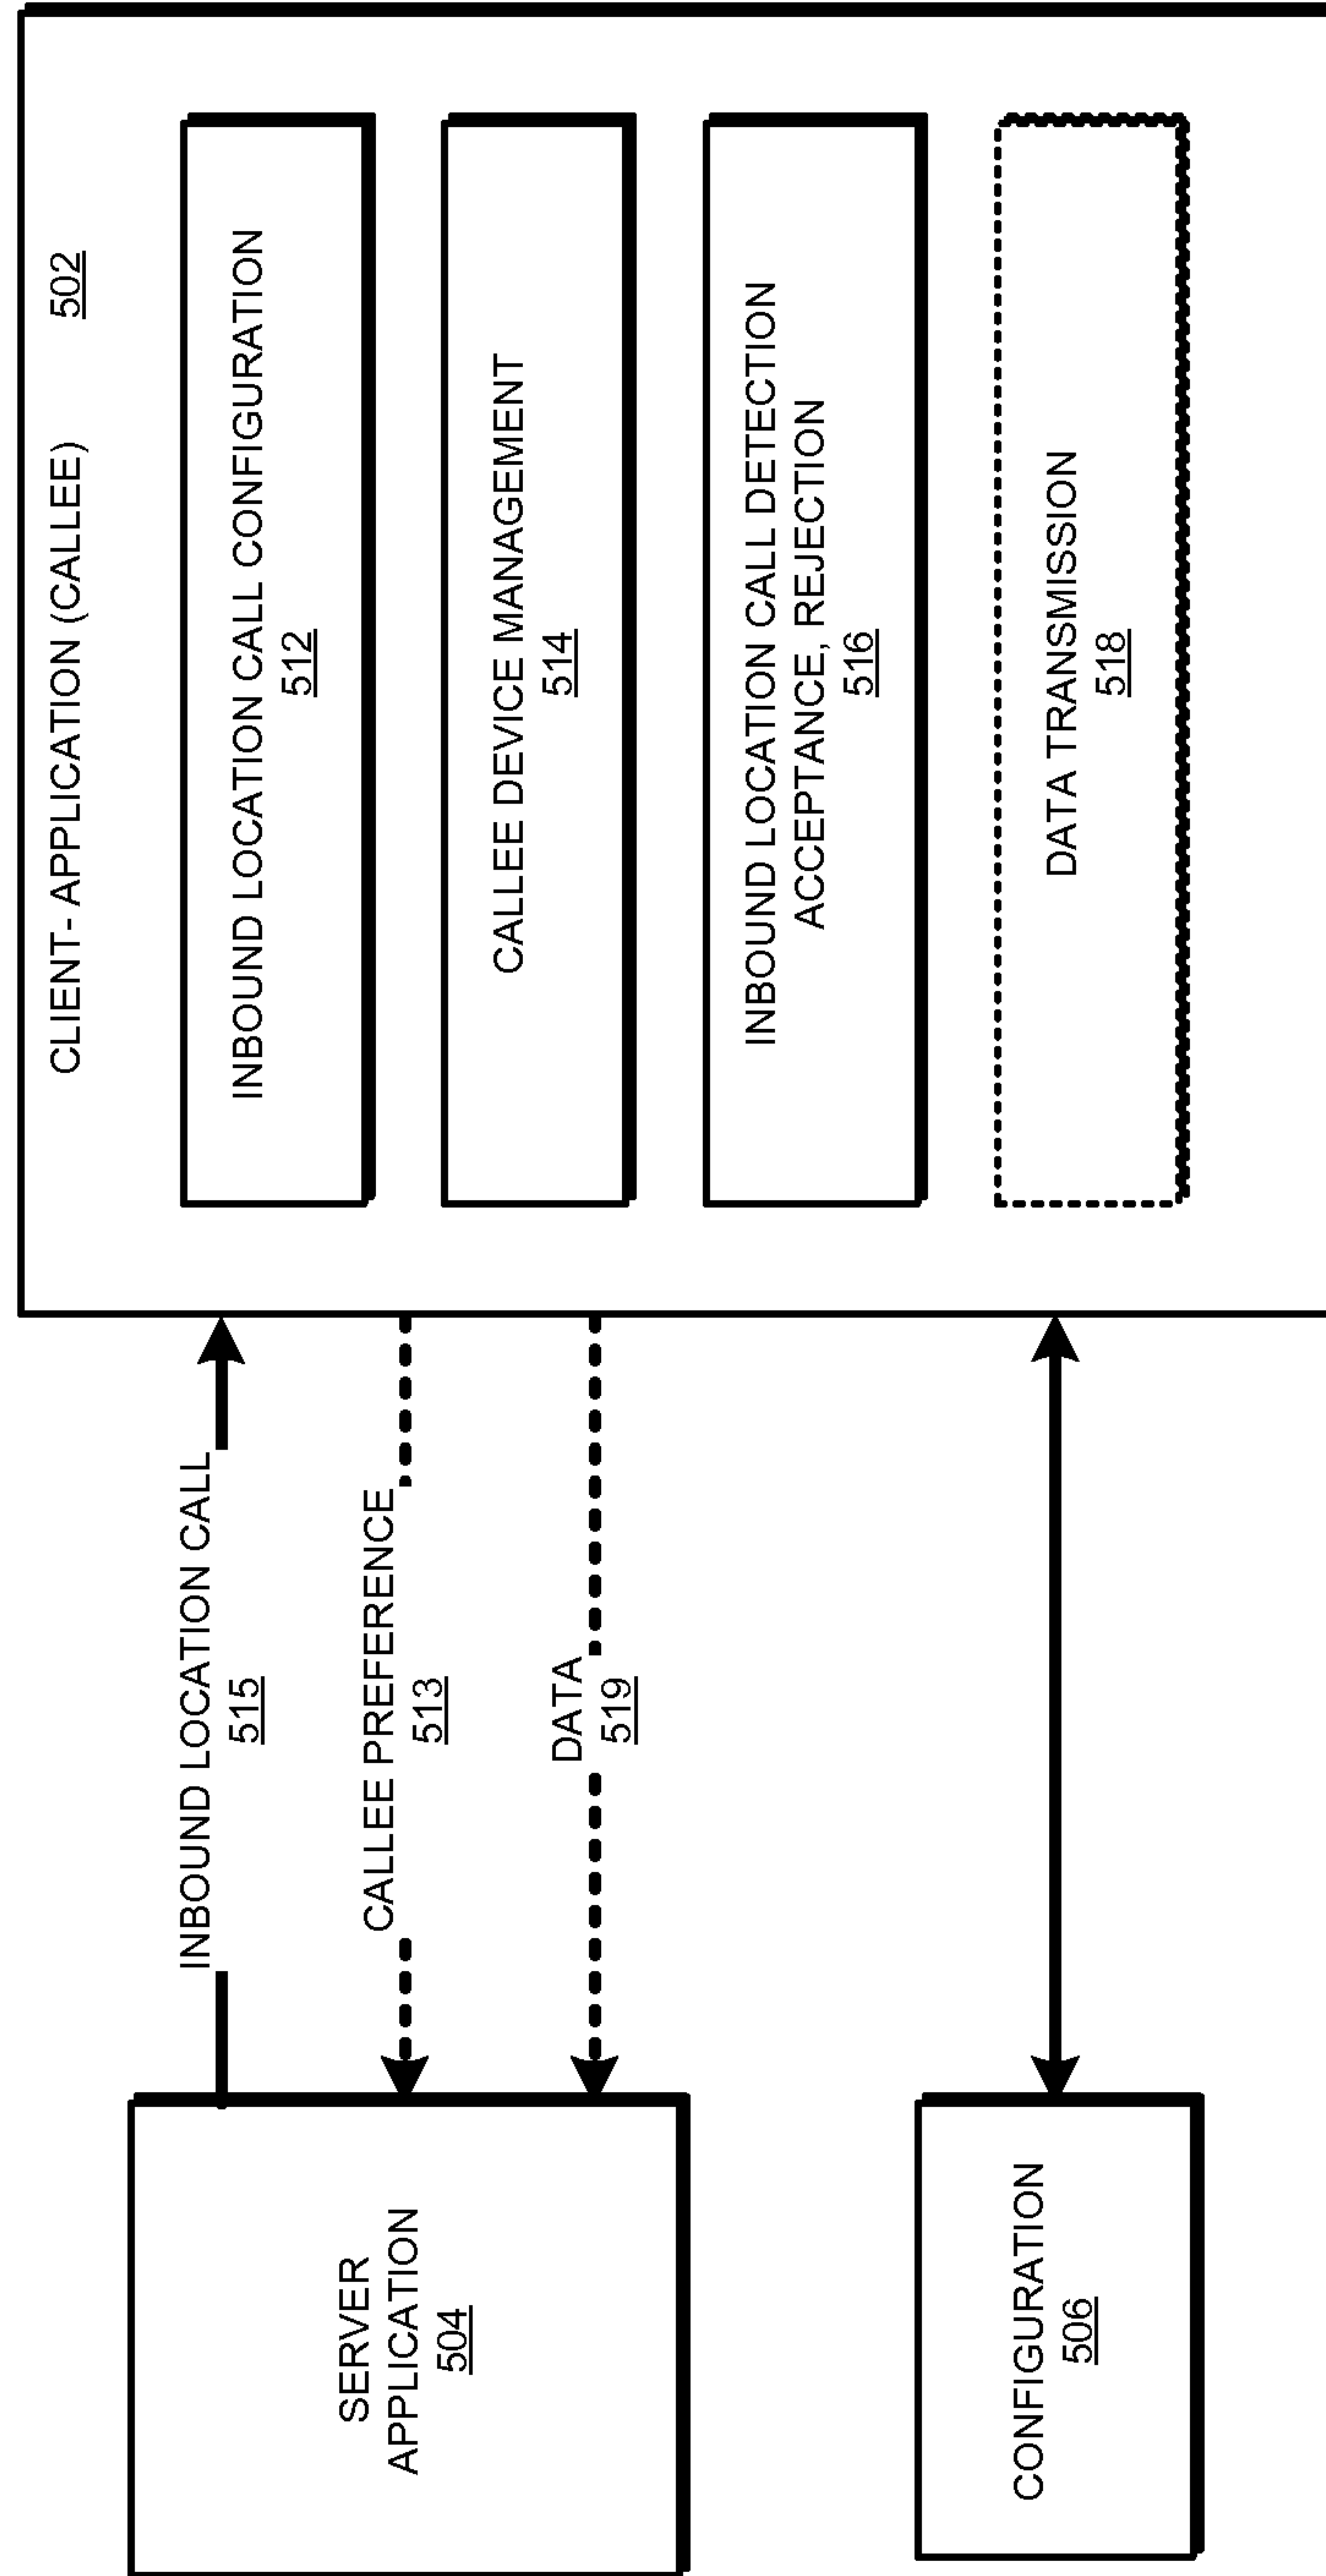 CLIENT- APPLICATION (CALLEE) 502
INBOUND LOCATION CALL CONFIGURATION
512
CALLEE DEVICE MANAGEMENT
514
INBOUND LOCATION CALL DETECTION
ACCEPTANCE, REJECTION
516
DATA TRANSMISSION
518
INBOUND LOCATION CALL
515
CALLEE PREFERENCE
513
DATA
519
SERVER
APPLICATION
504
CONFIGURATION
506